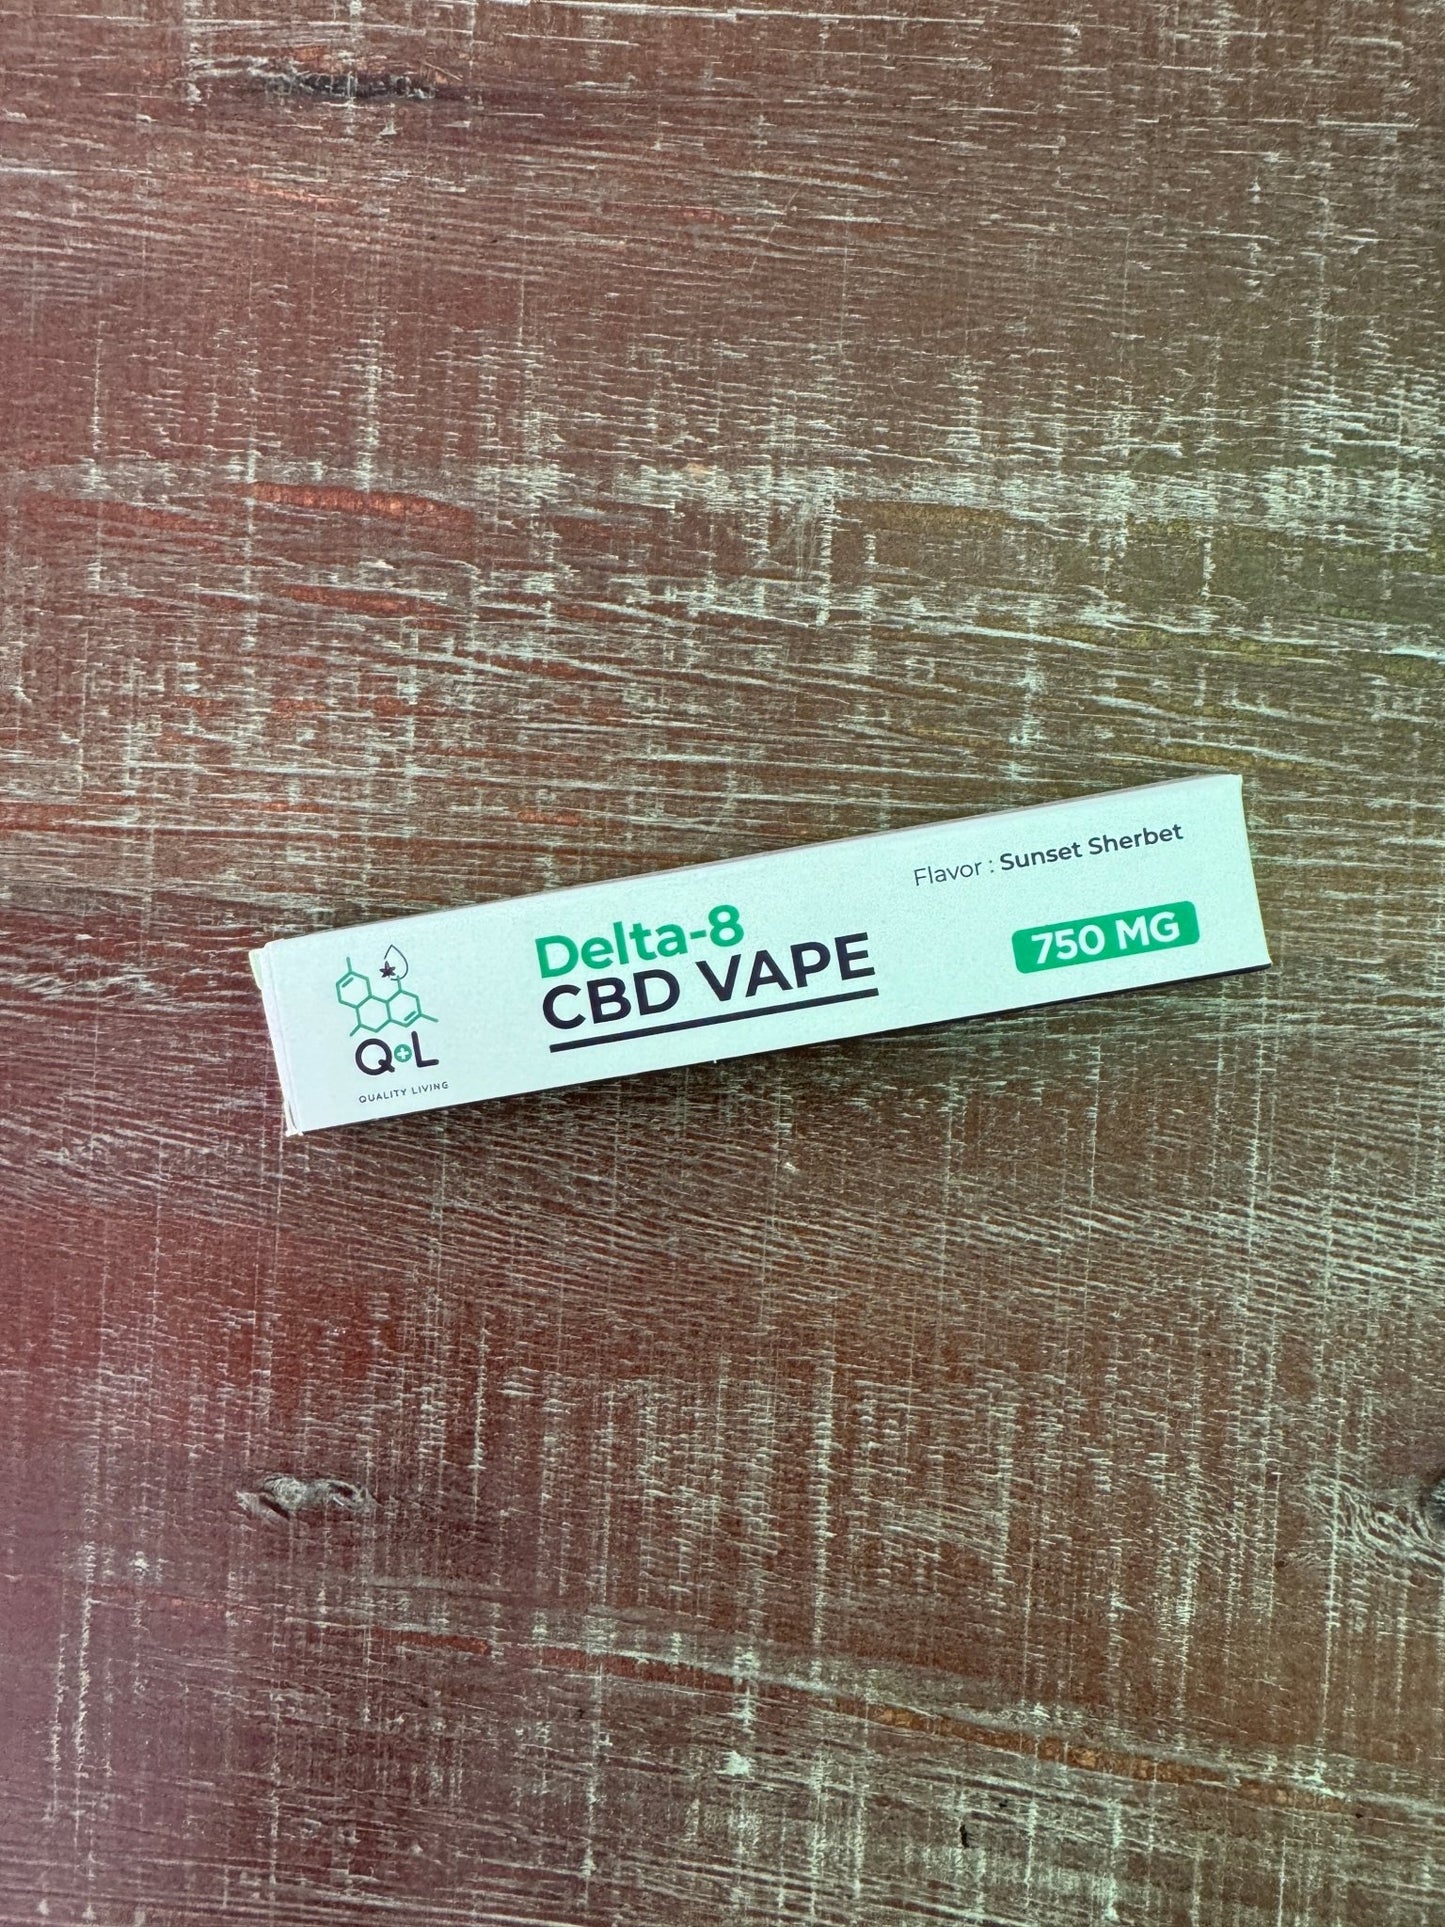 Q+L
QUALITY LIVING
Delta-8
CBD VAPE
Flavor : Sunset Sherbet
750 MG